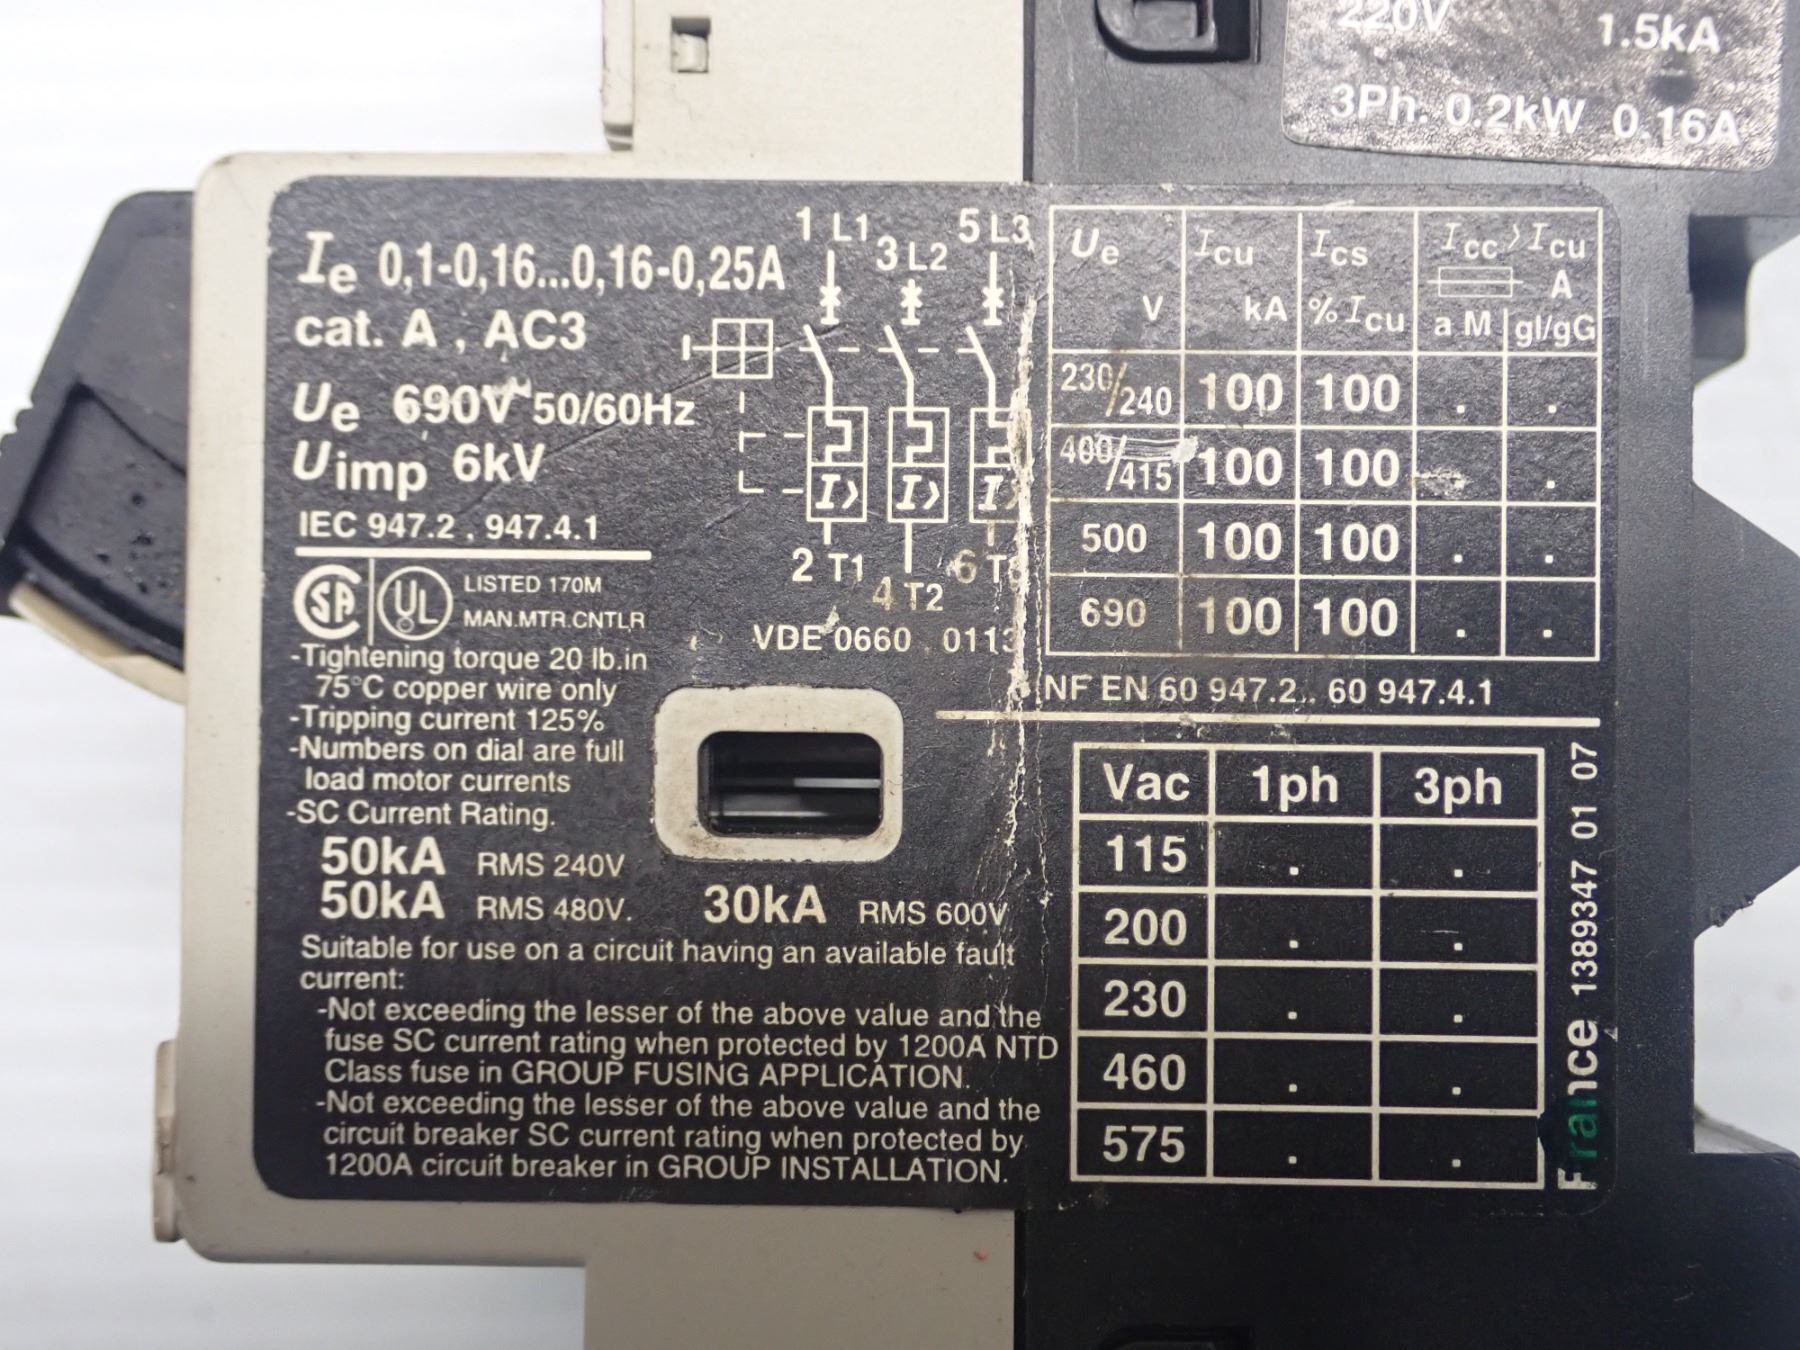 220V 1.5kA
3Ph. 0.2kW 0.16A
Ie 0,1-0,16...0,16-0,25A
cat. A , AC3
Ue 690V~ 50/60Hz
Uimp 6kV
IEC 947.2 , 947.4.1
SA UL LISTED 170M
MAN.MTR.CNTLR
1 L1 3 L2 5 L3
I> I> I>
2 T1 4 T2 6
VDE 0660 0113
-Tightening torque 20 lb.in
75°C copper wire only
-Tripping current 125%
-Numbers on dial are full
load motor currents
-SC Current Rating.
50kA RMS 240V
50kA RMS 480V. 30kA RMS 600V
Suitable for use on a circuit having an available fault
current:
-Not exceeding the lesser of the above value and the
fuse SC current rating when protected by 1200A NTD
Class fuse in GROUP FUSING APPLICATION.
-Not exceeding the lesser of the above value and the
circuit breaker SC current rating when protected by
1200A circuit breaker in GROUP INSTALLATION.
Ue Icu Ics Icc>Icu
V kA %Icu A
aM gl/gG
230/240 100 100 . .
400/415 100 100 . .
500 100 100 . .
690 100 100 . .
NF EN 60 947.2.. 60 947.4.1
Vac 1ph 3ph
115 . .
200 . .
230 . .
460 . .
575 . .
France 1389347 01 07